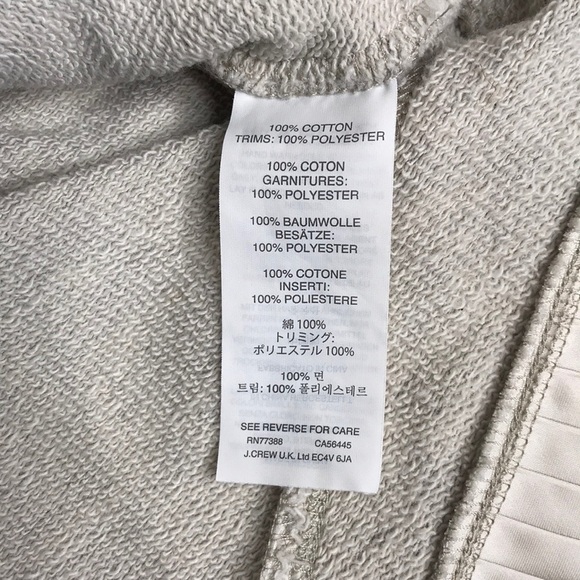 100% COTTON
TRIMS: 100% POLYESTER
100% COTON
GARNITURES:
100% POLYESTER
100% BAUMWOLLE
BESÄTZE:
100% POLYESTER
100% COTONE
INSERTI:
100% POLIESTERE
綿 100%
トリミング:
ポリエステル 100%
100% 면
트림: 100% 폴리에스테르
SEE REVERSE FOR CARE
RN77388 CA56445
J.CREW U.K. Ltd EC4V 6JA